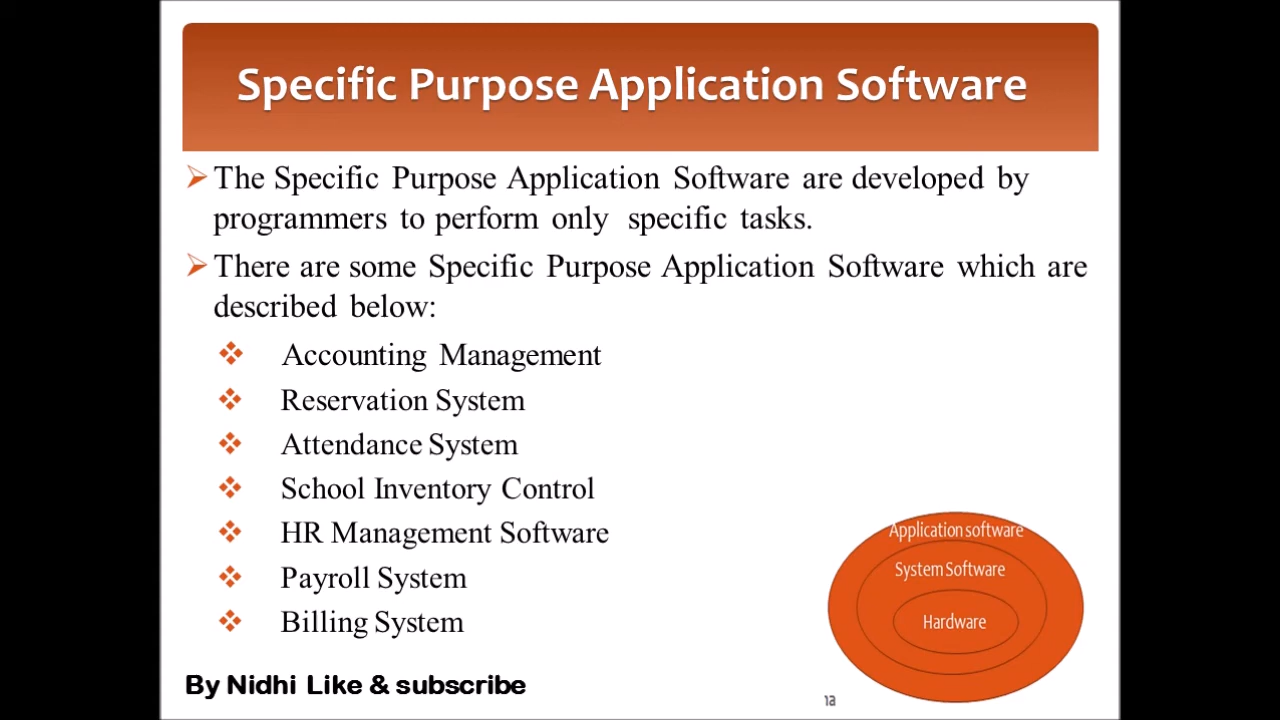 Specific Purpose Application Software
The Specific Purpose Application Software are developed by
programmers to perform only specific tasks.
There are some Specific Purpose Application Software which are
described below:
Accounting Management
Reservation System
Attendance System
School Inventory Control
HR Management Software
Payroll System
Billing System
Application software
System Software
Hardware
By Nidhi Like & subscribe